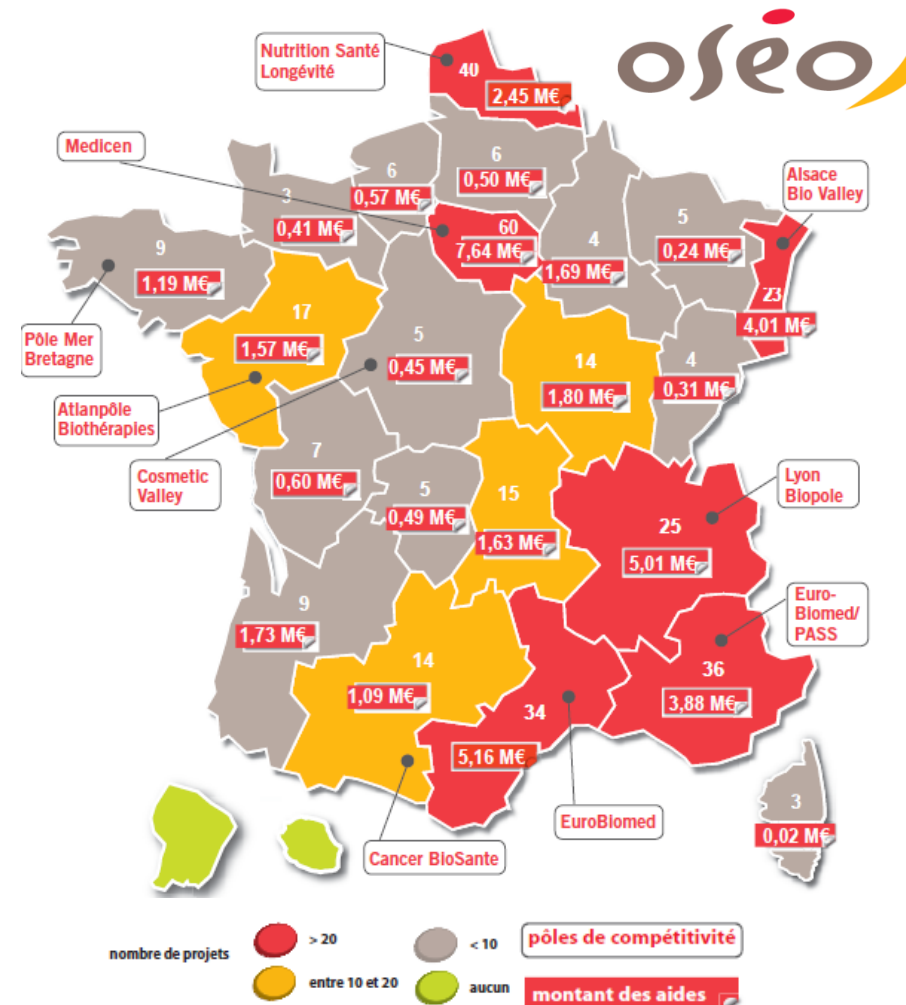 oséo
Nutrition Santé
Longévité
40
2,45 M€
Medicen
6
0,57 M€
6
0,50 M€
3
0,41 M€
60
7,64 M€
4
1,69 M€
5
0,24 M€
Alsace
Bio Valley
23
4,01 M€
9
1,19 M€
Pôle Mer
Bretagne
17
1,57 M€
Atlanpôle
Biothérapies
5
0,45 M€
Cosmetic
Valley
14
1,80 M€
4
0,31 M€
7
0,60 M€
5
0,49 M€
15
1,63 M€
Lyon
Biopole
25
5,01 M€
Euro-
Biomed/
PASS
36
3,88 M€
9
1,73 M€
14
1,09 M€
34
5,16 M€
EuroBiomed
Cancer BioSante
3
0,02 M€
nombre de projets
> 20
< 10
entre 10 et 20
aucun
pôles de compétitivité
montant des aides